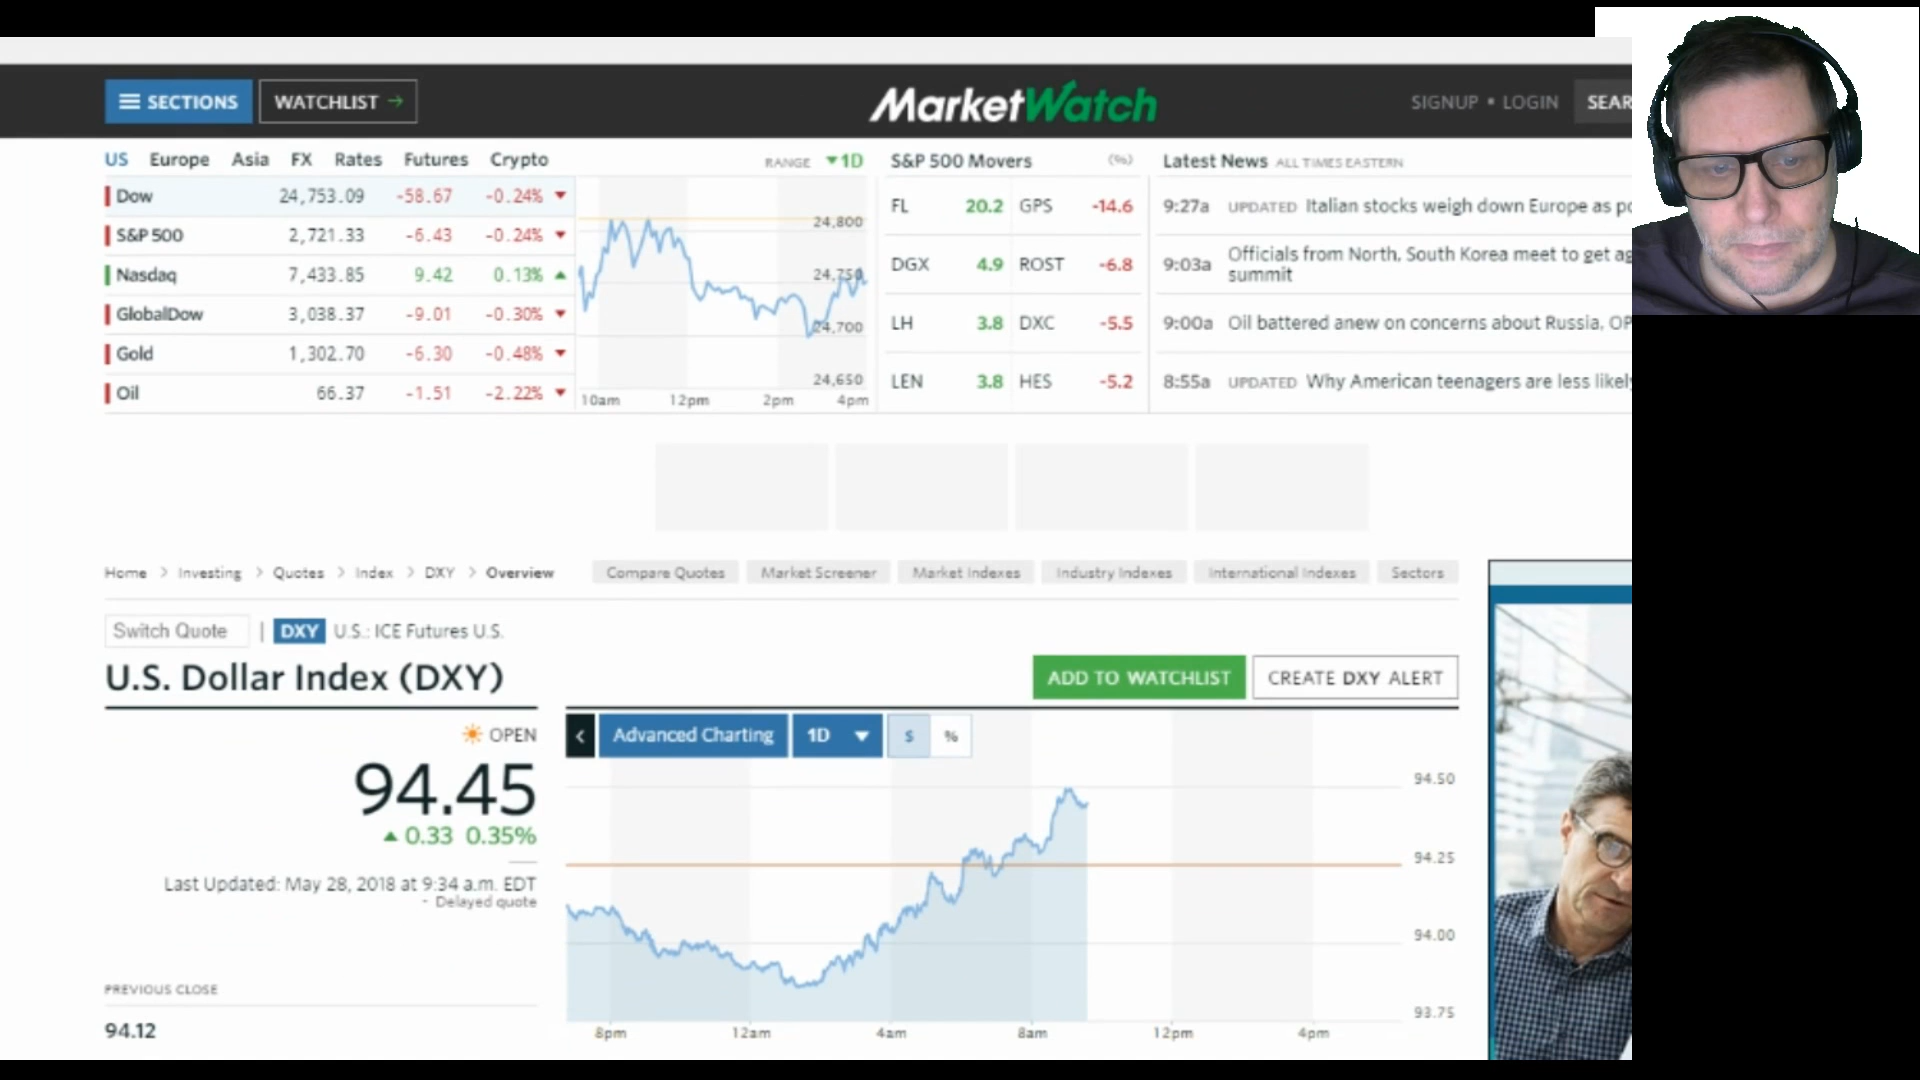 SECTIONS
WATCHLIST →
MarketWatch
SIGNUP • LOGIN
US Europe Asia FX Rates Futures Crypto
Dow 24,753.09 -58.67 -0.24%
S&P 500 2,721.33 -6.43 -0.24%
Nasdaq 7,433.85 9.42 0.13%
GlobalDow 3,038.37 -9.01 -0.30%
Gold 1,302.70 -6.30 -0.48%
Oil 66.37 -1.51 -2.22%
RANGE 1D
24,800
24,750
24,700
24,650
10am 12pm 2pm 4pm
S&P 500 Movers (%)
FL 20.2 GPS -14.6
DGX 4.9 ROST -6.8
LH 3.8 DXC -5.5
LEN 3.8 HES -5.2
Latest News ALL TIMES EASTERN
9:27a UPDATED Italian stocks weigh down Europe as
9:03a Officials from North, South Korea meet to get
summit
9:00a Oil battered anew on concerns about Russia,
8:55a UPDATED Why American teenagers are less likely
Home > Investing > Quotes > Index > DXY > Overview
Compare Quotes Market Screener Market Indexes Industry Indexes International Indexes Sectors
Switch Quote | DXY U.S.: ICE Futures U.S.
U.S. Dollar Index (DXY)
ADD TO WATCHLIST CREATE DXY ALERT
OPEN
94.45
0.33 0.35%
Last Updated: May 28, 2018 at 9:34 a.m. EDT
- Delayed quote
PREVIOUS CLOSE
94.12
< Advanced Charting 1D $ %
94.50
94.25
94.00
93.75
8pm 12am 4am 8am 12pm 4pm